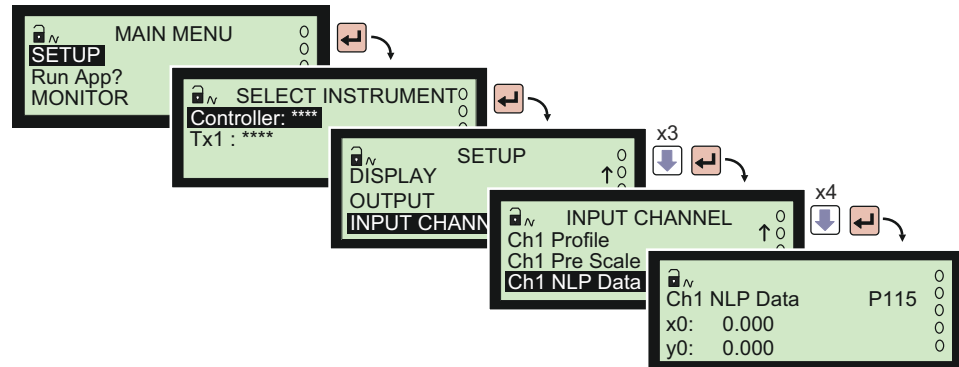 MAIN MENU
SETUP
Run App?
MONITOR
SELECT INSTRUMENT
Controller: ****
Tx1 : ****
x3
SETUP
DISPLAY
OUTPUT
INPUT CHANN
x4
INPUT CHANNEL
Ch1 Profile
Ch1 Pre Scale
Ch1 NLP Data
Ch1 NLP Data P115
x0: 0.000
y0: 0.000